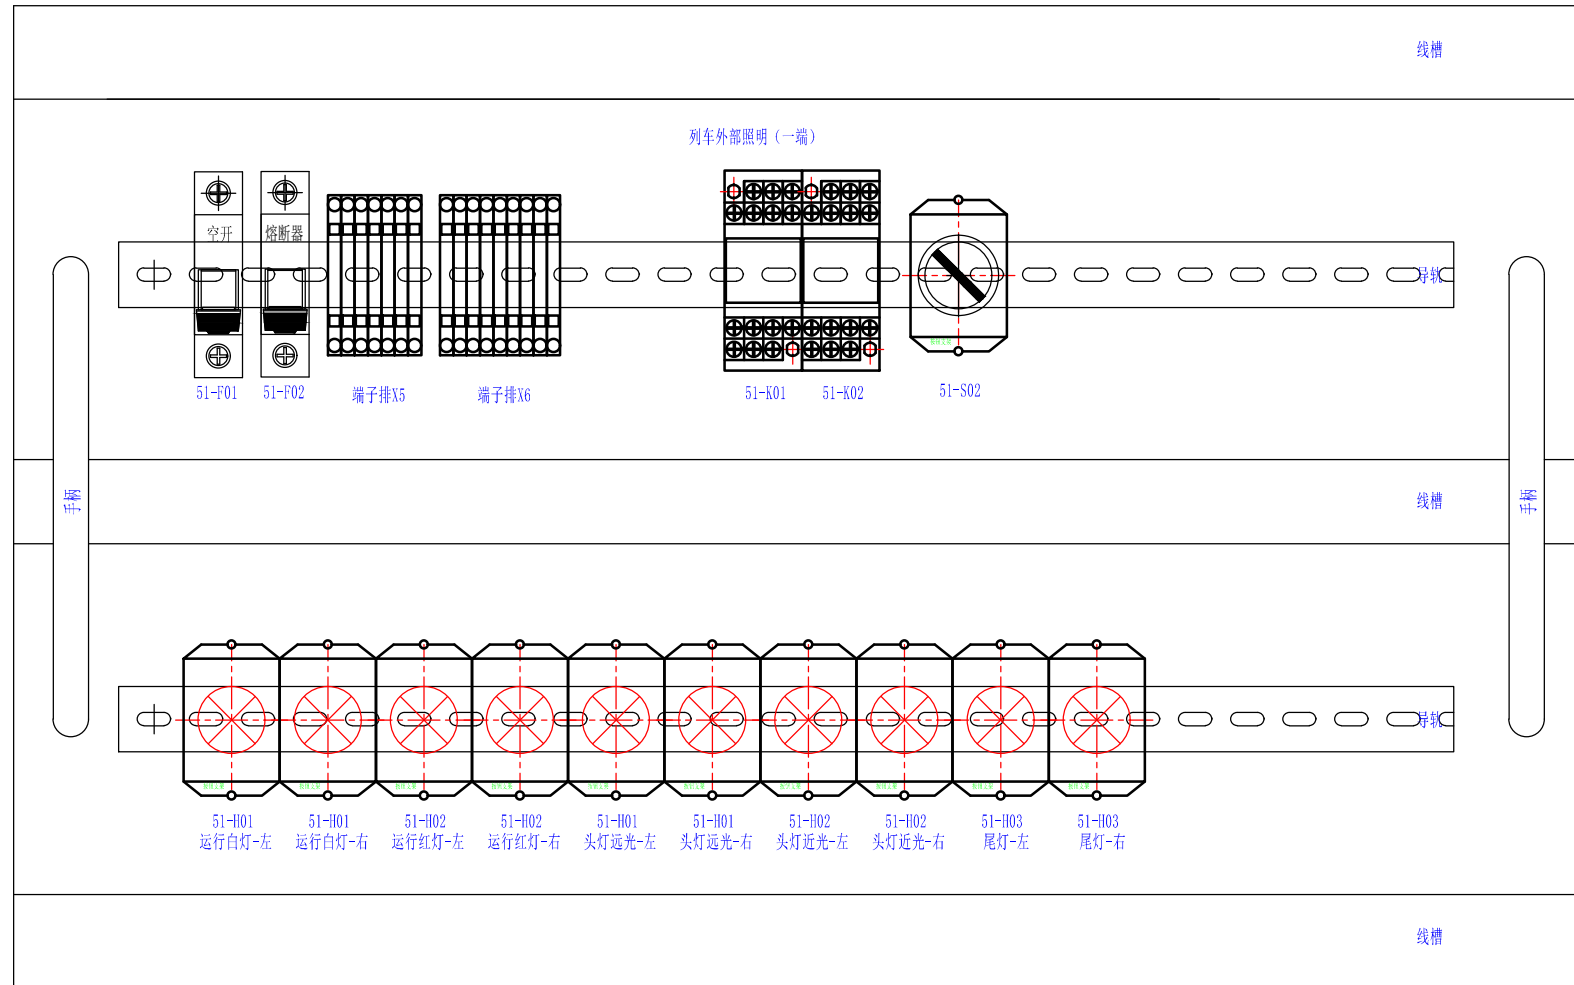 线槽
列车外部照明（一端）
空开
熔断器
导轨
51-F01
51-F02
端子排X5
端子排X6
51-K01
51-K02
51-S02
手柄
线槽
手柄
导轨
51-H01
运行白灯-左
51-H01
运行白灯-右
51-H02
运行红灯-左
51-H02
运行红灯-右
51-H01
头灯远光-左
51-H01
头灯远光-右
51-H02
头灯近光-左
51-H02
头灯近光-右
51-H03
尾灯-左
51-H03
尾灯-右
线槽